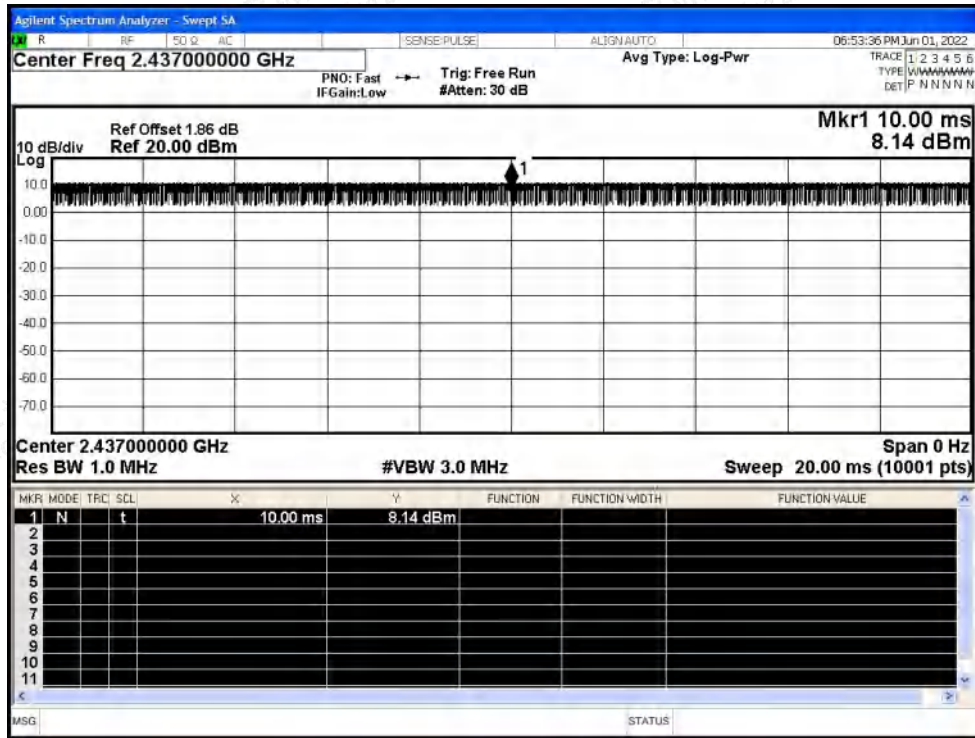 Agilent Spectrum Analyzer - Swept SA
LXI R RF 50 Ω AC SENSE:PULSE ALIGN AUTO 06:53:36 PM Jun 01, 2022
Center Freq 2.437000000 GHz
PNO: Fast
IFGain:Low
Trig: Free Run
#Atten: 30 dB
Avg Type: Log-Pwr
TRACE 1 2 3 4 5 6
TYPE
DET P N N N N N
Mkr1 10.00 ms
8.14 dBm
Ref Offset 1.86 dB
10 dB/div Ref 20.00 dBm
Log
1
10.0
0.00
-10.0
-20.0
-30.0
-40.0
-50.0
-60.0
-70.0
Center 2.437000000 GHz Span 0 Hz
Res BW 1.0 MHz #VBW 3.0 MHz Sweep 20.00 ms (10001 pts)
MKR MODE TRC SCL X Y FUNCTION FUNCTION WIDTH FUNCTION VALUE
1 N t 10.00 ms 8.14 dBm
2
3
4
5
6
7
8
9
10
11
MSG STATUS